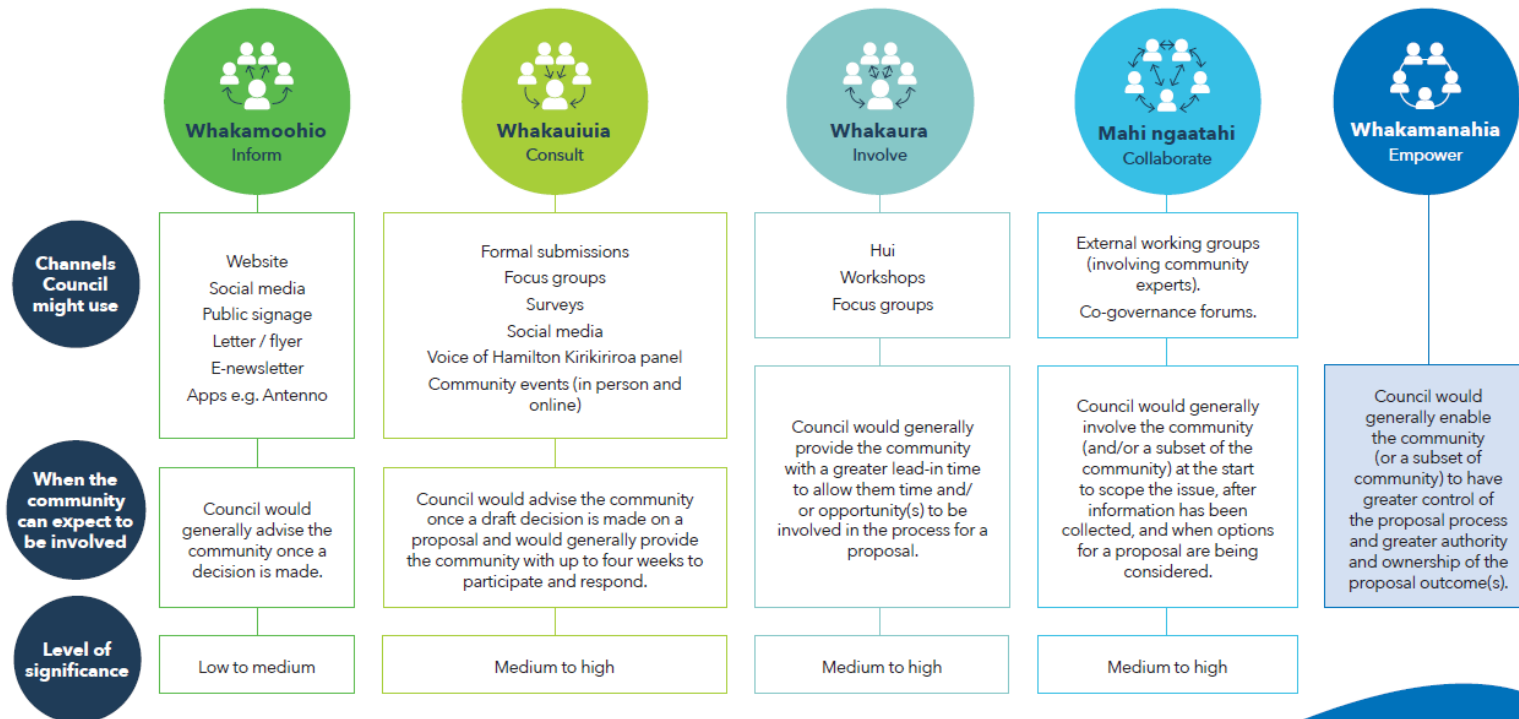 Whakamoohio
Inform
Whakauiuia
Consult
Whakaura
Involve
Mahi ngaatahi
Collaborate
Whakamanahia
Empower
Channels
Council
might use
Website
Social media
Public signage
Letter / flyer
E-newsletter
Apps e.g. Antenno
Formal submissions
Focus groups
Surveys
Social media
Voice of Hamilton Kirikiriroa panel
Community events (in person and
online)
Hui
Workshops
Focus groups
External working groups
(involving community
experts).
Co-governance forums.
When the
community
can expect to
be involved
Council would
generally advise the
community once a
decision is made.
Council would advise the community
once a draft decision is made on a
proposal and would generally provide
the community with up to four weeks to
participate and respond.
Council would generally
provide the community
with a greater lead-in time
to allow them time and/
or opportunity(s) to be
involved in the process for a
proposal.
Council would generally
involve the community
(and/or a subset of the
community) at the start
to scope the issue, after
information has been
collected, and when options
for a proposal are being
considered.
Council would
generally enable
the community
(or a subset of
community) to have
greater control of
the proposal process
and greater authority
and ownership of the
proposal outcome(s).
Level of
significance
Low to medium
Medium to high
Medium to high
Medium to high